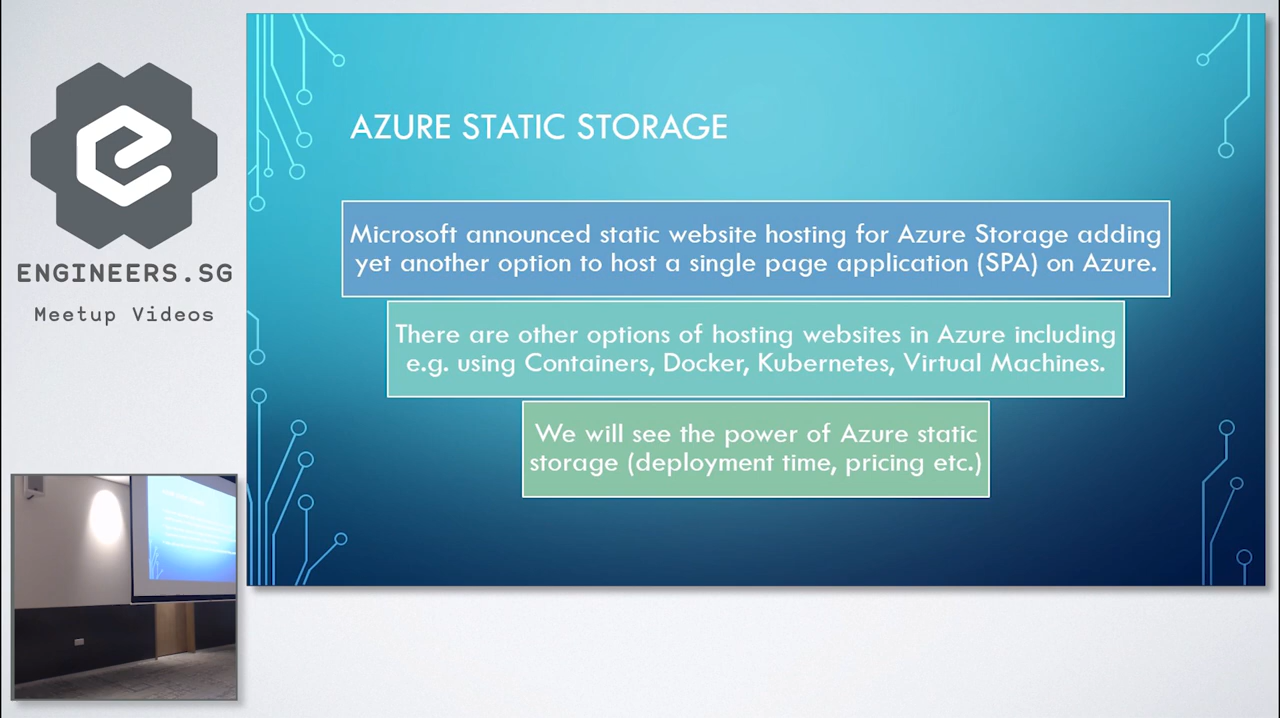 ENGINEERS.SG
Meetup Videos
AZURE STATIC STORAGE
Microsoft announced static website hosting for Azure Storage adding
yet another option to host a single page application (SPA) on Azure.
There are other options of hosting websites in Azure including
e.g. using Containers, Docker, Kubernetes, Virtual Machines.
We will see the power of Azure static
storage (deployment time, pricing etc.)